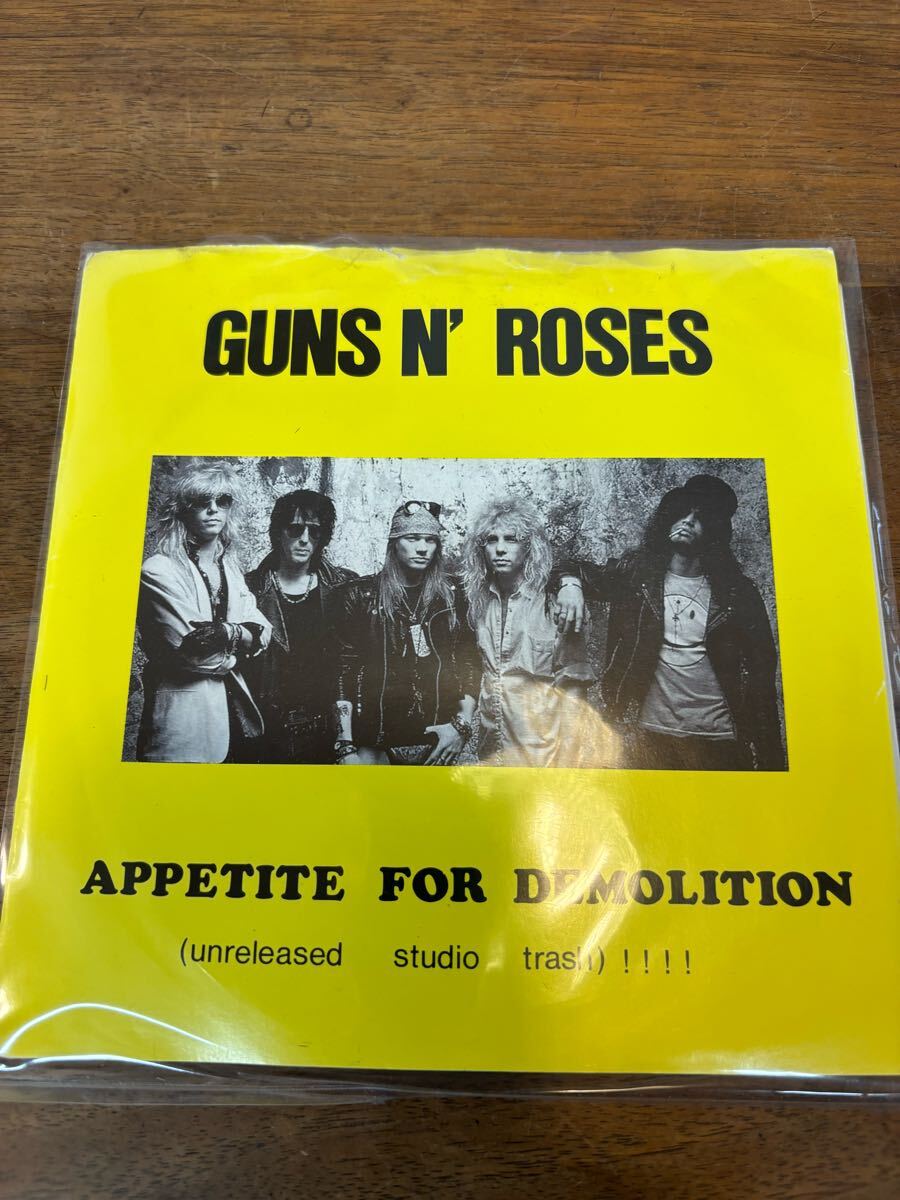 GUNS N' ROSES
APPETITE FOR DEMOLITION
(unreleased studio trash) !!!!